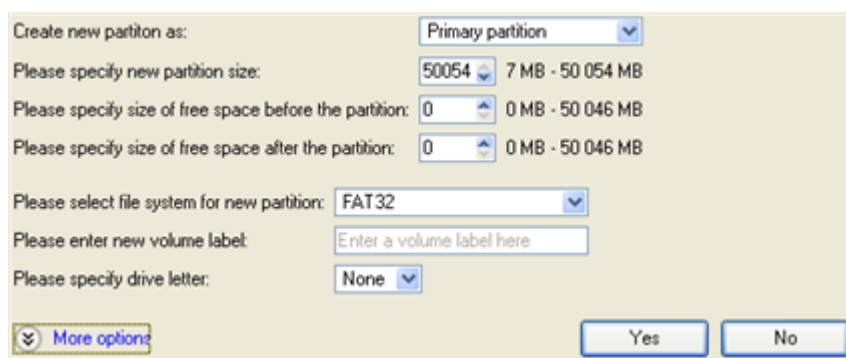 Create new partiton as: Primary partition
Please specify new partition size: 50054 7 MB - 50 054 MB
Please specify size of free space before the partition: 0 0 MB - 50 046 MB
Please specify size of free space after the partition: 0 0 MB - 50 046 MB
Please select file system for new partition: FAT32
Please enter new volume label: Enter a volume label here
Please specify drive letter: None
More options Yes No